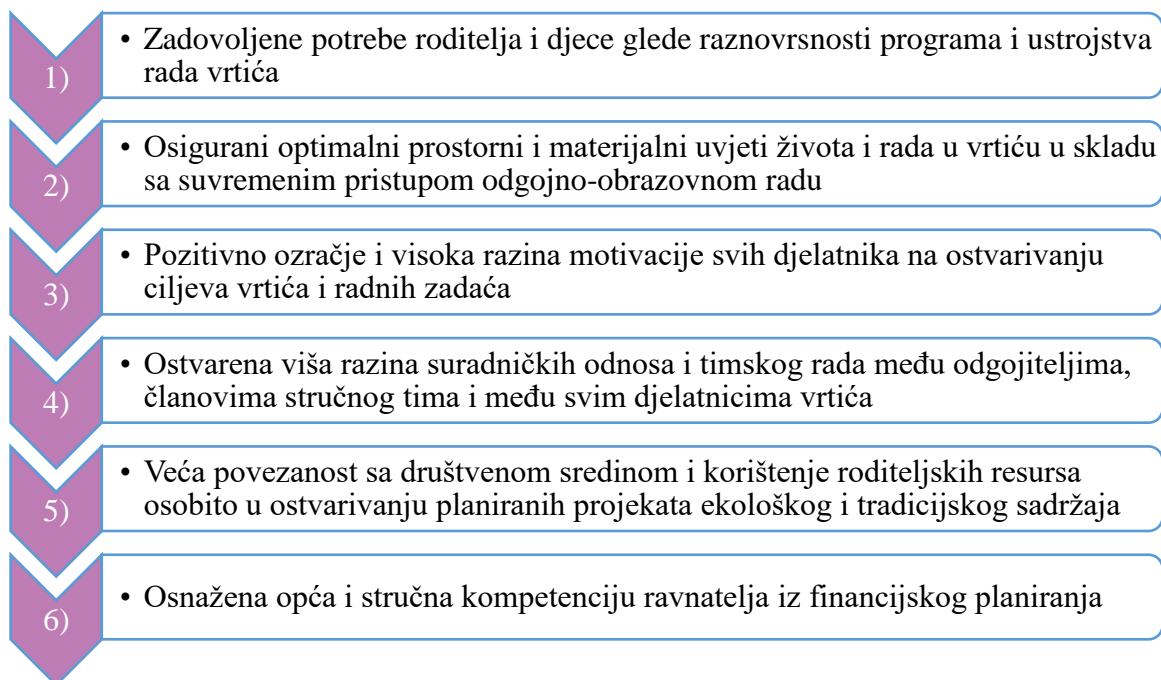 1)
• Zadovoljene potrebe roditelja i djece glede raznovrsnosti programa i ustrojstva
rada vrtića
2)
• Osigurani optimalni prostorni i materijalni uvjeti života i rada u vrtiću u skladu
sa suvremenim pristupom odgojno-obrazovnom radu
3)
• Pozitivno ozračje i visoka razina motivacije svih djelatnika na ostvarivanju
ciljeva vrtića i radnih zadaća
4)
• Ostvarena viša razina suradničkih odnosa i timskog rada među odgojiteljima,
članovima stručnog tima i među svim djelatnicima vrtića
5)
• Veća povezanost sa društvenom sredinom i korištenje roditeljskih resursa
osobito u ostvarivanju planiranih projekata ekološkog i tradicijskog sadržaja
6)
• Osnažena opća i stručna kompetenciju ravnatelja iz financijskog planiranja